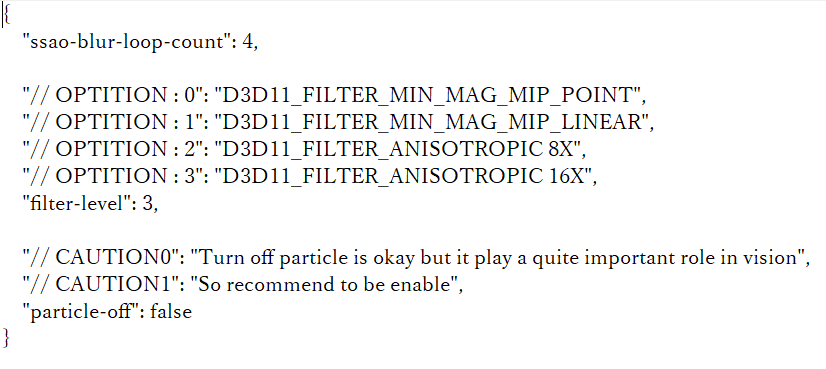 {
"ssao-blur-loop-count": 4,
"// OPTITION : 0": "D3D11_FILTER_MIN_MAG_MIP_POINT",
"// OPTITION : 1": "D3D11_FILTER_MIN_MAG_MIP_LINEAR",
"// OPTITION : 2": "D3D11_FILTER_ANISOTROPIC 8X",
"// OPTITION : 3": "D3D11_FILTER_ANISOTROPIC 16X",
"filter-level": 3,
"// CAUTION0": "Turn off particle is okay but it play a quite important role in vision",
"// CAUTION1": "So recommend to be enable",
"particle-off": false
}